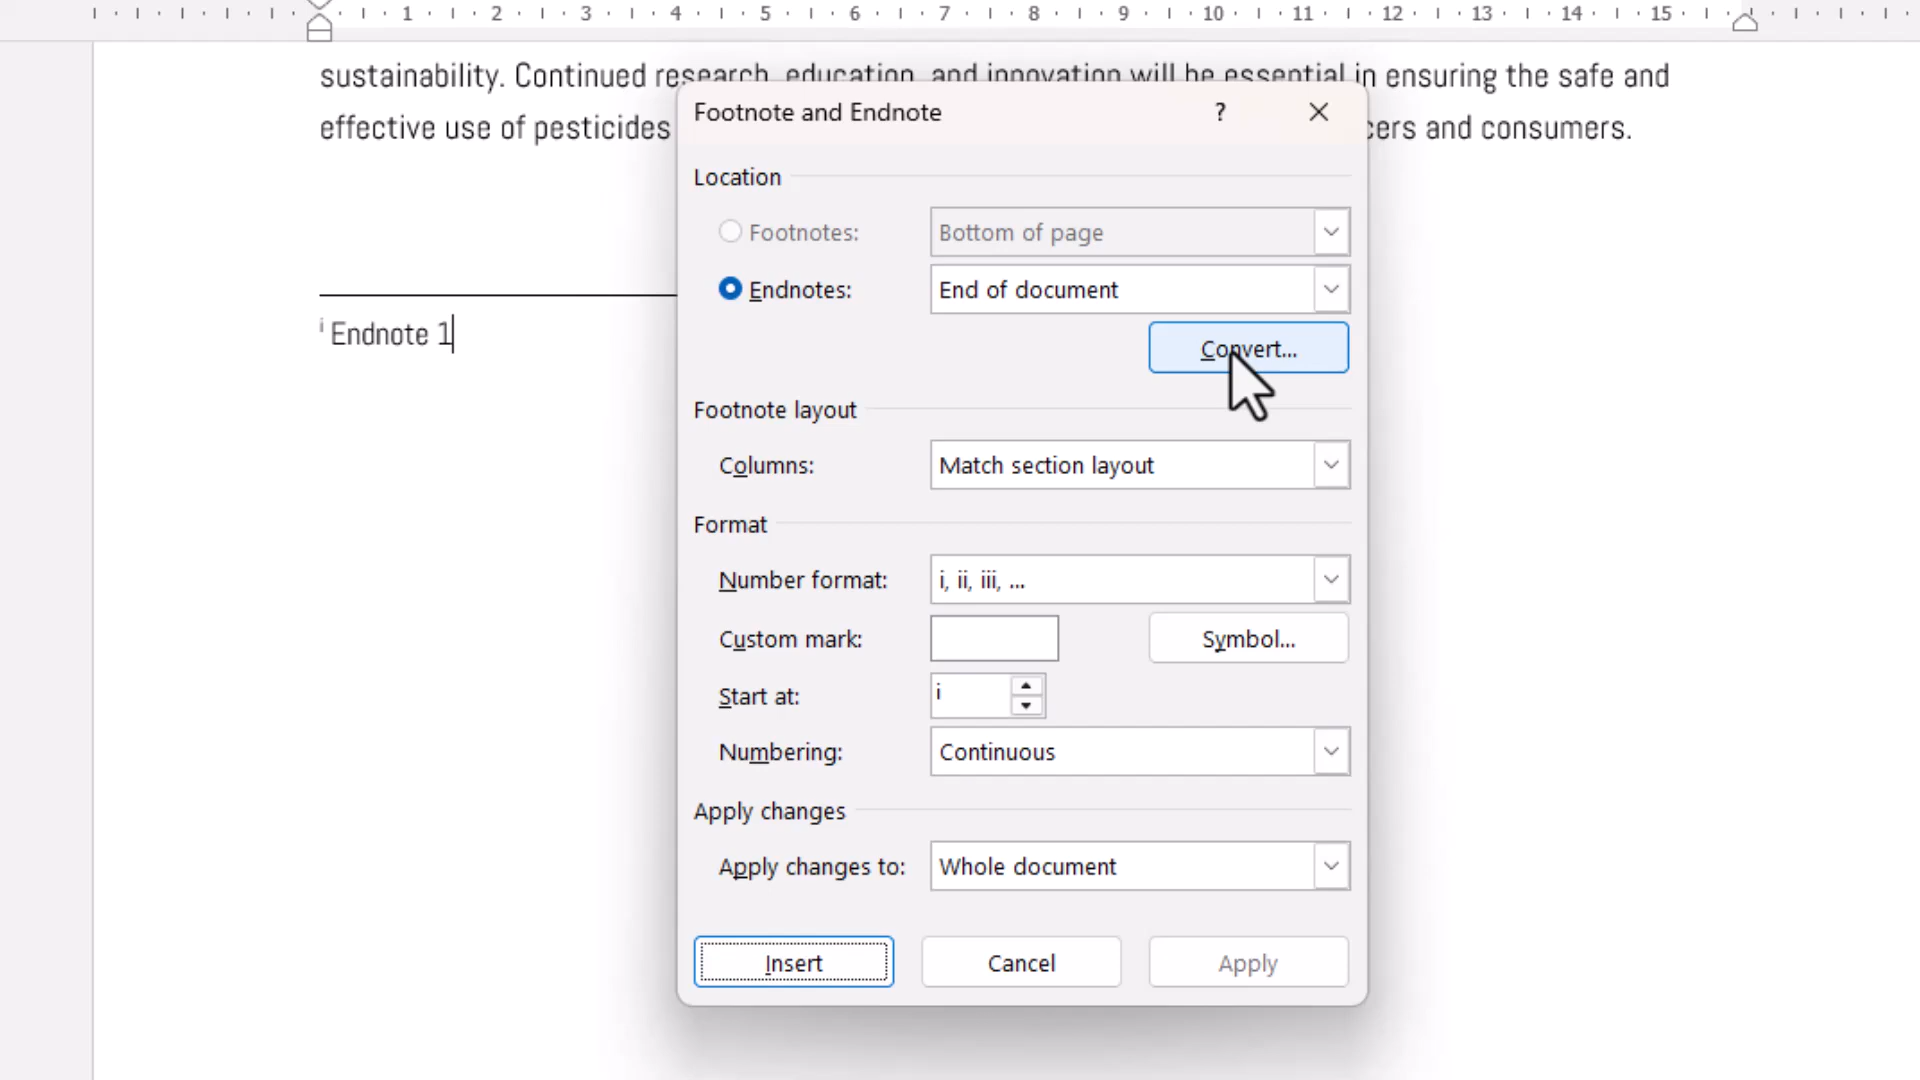 1 2 3 4 5 6 7 8 9 10 11 12 13 14 15
sustainability. Continued research, education, and innovation will be essential in ensuring the safe and
effective use of pesticides cers and consumers.
Footnote and Endnote ?
Location
Footnotes: Bottom of page
Endnotes: End of document
i Endnote 1
Convert...
Footnote layout
Columns: Match section layout
Format
Number format: i, ii, iii, ...
Custom mark: Symbol...
Start at: i
Numbering: Continuous
Apply changes
Apply changes to: Whole document
Insert Cancel Apply